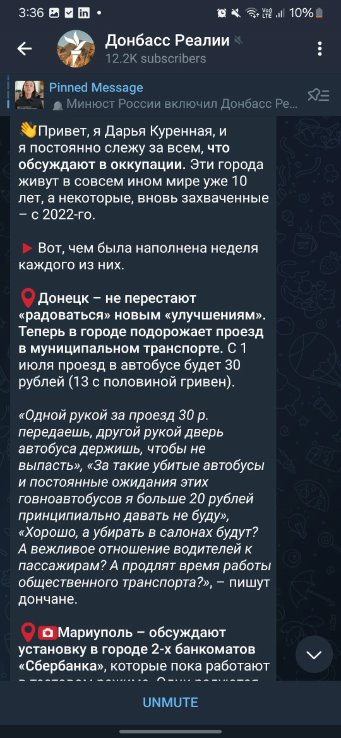 3:36
10%
Донбасс Реалии
12.2K subscribers
Pinned Message
Минюст России включил Донбасс Ре...
👋Привет, я Дарья Куренная, и
я постоянно слежу за всем, что
обсуждают в оккупации. Эти города
живут в совсем ином мире уже 10
лет, а некоторые, вновь захваченные
– с 2022-го.
Вот, чем была наполнена неделя
каждого из них.
Донецк – не перестают
«радоваться» новым «улучшениям».
Теперь в городе подорожает проезд
в муниципальном транспорте. С 1
июля проезд в автобусе будет 30
рублей (13 с половиной гривен).
«Одной рукой за проезд 30 р.
передаешь, другой рукой дверь
автобуса держишь, чтобы не
выпасть», «За такие убитые автобусы
и постоянные ожидания этих
говноавтобусов я больше 20 рублей
принципиально давать не буду»,
«Хорошо, а убирать в салонах будут?
А вежливое отношение водителей к
пассажирам? А продлят время работы
общественного транспорта?», – пишут
дончане.
Мариуполь – обсуждают
установку в городе 2-х банкоматов
«Сбербанка», которые пока работают
UNMUTE